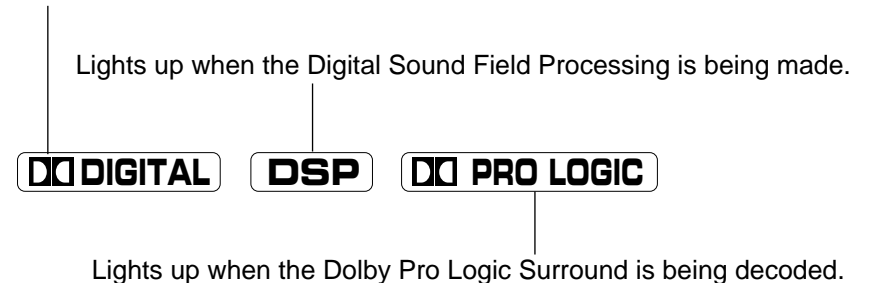 Lights up when the Digital Sound Field Processing is being made.
DIGITAL DSP PRO LOGIC
Lights up when the Dolby Pro Logic Surround is being decoded.